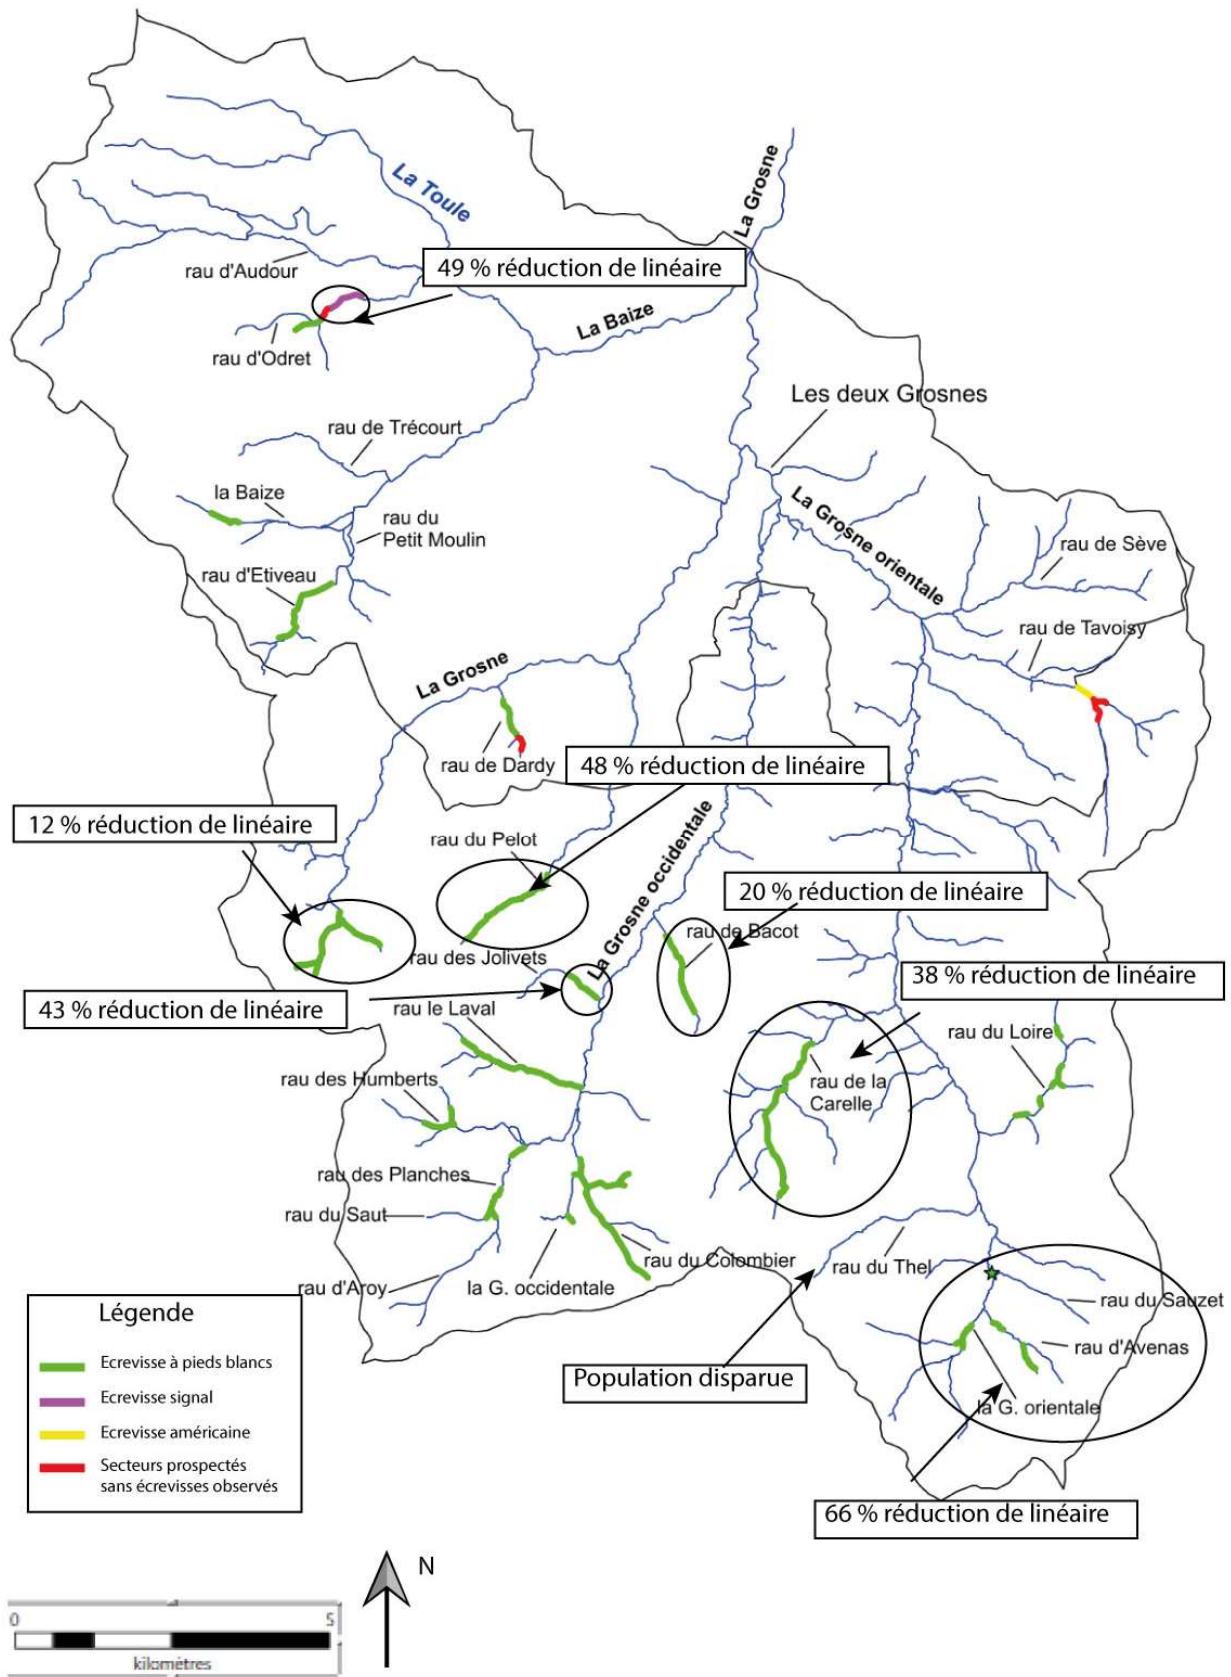 La Toule
La Grosne
rau d'Audour
49 % réduction de linéaire
La Baize
rau d'Odret
Les deux Grosnes
rau de Trécourt
la Baize
La Grosne orientale
rau du
Petit Moulin
rau de Sève
rau d'Etiveau
rau de Tavoisy
La Grosne
rau de Dardy
48 % réduction de linéaire
12 % réduction de linéaire
rau du Pelot
La Grosne occidentale
20 % réduction de linéaire
rau de Bacot
rau des Jolivets
38 % réduction de linéaire
43 % réduction de linéaire
rau le Laval
rau du Loire
rau des Humberts
rau de la
Carelle
rau des Planches
rau du Saut
rau du Colombier
rau du Thel
rau d'Aroy
la G. occidentale
rau du Sauzet
rau d'Avenas
Population disparue
la G. orientale
66 % réduction de linéaire
Légende
Ecrevisse à pieds blancs
Ecrevisse signal
Ecrevisse américaine
Secteurs prospectés
sans écrevisses observés
N
0 5
kilomètres